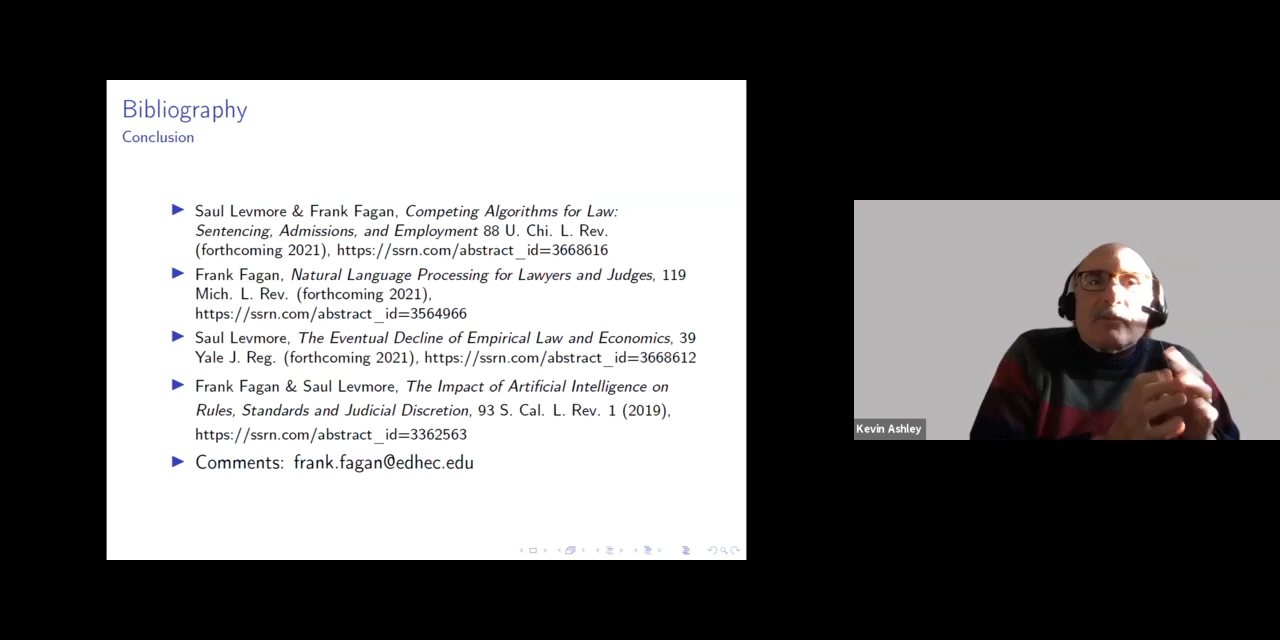 Bibliography
Conclusion
Saul Levmore & Frank Fagan, Competing Algorithms for Law:
Sentencing, Admissions, and Employment 88 U. Chi. L. Rev.
(forthcoming 2021), https://ssrn.com/abstract_id=3668616
Frank Fagan, Natural Language Processing for Lawyers and Judges, 119
Mich. L. Rev. (forthcoming 2021),
https://ssrn.com/abstract_id=3564966
Saul Levmore, The Eventual Decline of Empirical Law and Economics, 39
Yale J. Reg. (forthcoming 2021), https://ssrn.com/abstract_id=3668612
Frank Fagan & Saul Levmore, The Impact of Artificial Intelligence on
Rules, Standards and Judicial Discretion, 93 S. Cal. L. Rev. 1 (2019),
https://ssrn.com/abstract_id=3362563
Comments: frank.fagan@edhec.edu
Kevin Ashley